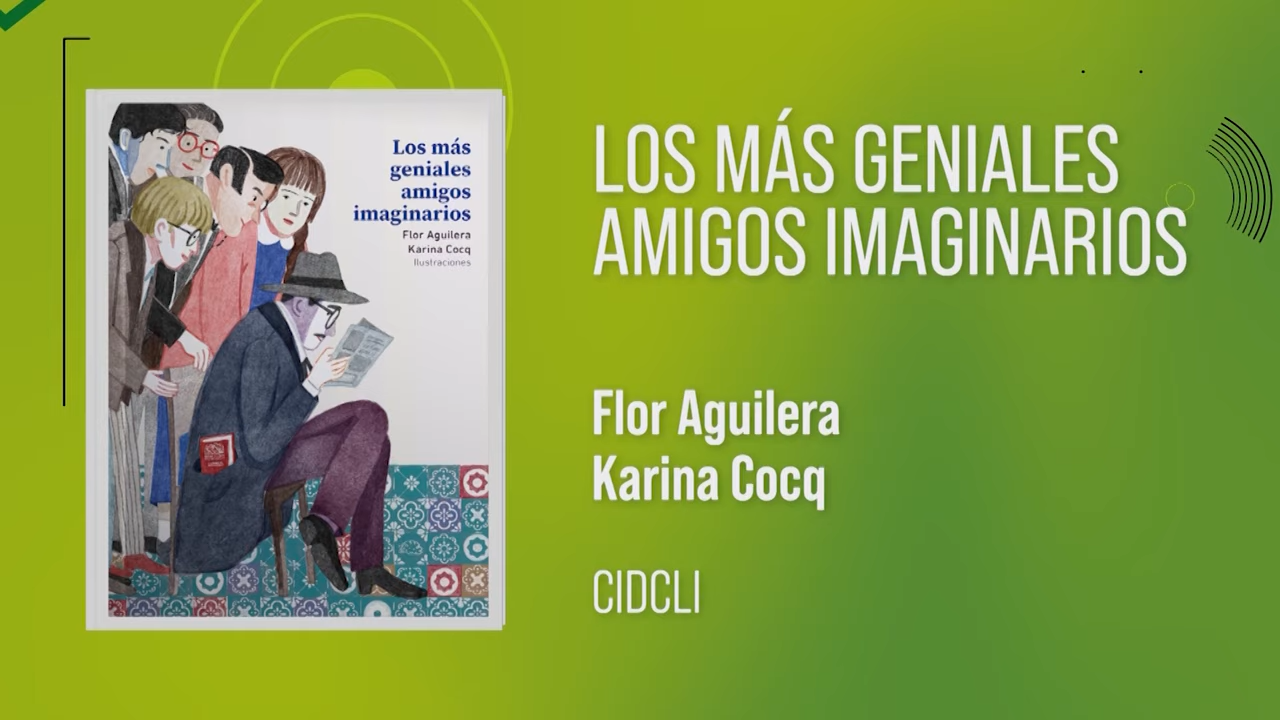 Los más
geniales
amigos
imaginarios
Flor Aguilera
Karina Cocq
Ilustraciones
LOS MÁS GENIALES
AMIGOS IMAGINARIOS
Flor Aguilera
Karina Cocq
CIDCLI